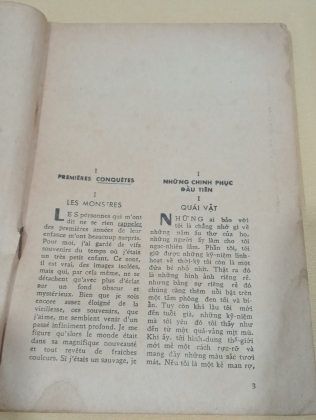 I
PREMIÈRES CONQUÊTES
I
LES MONSTRES
LES personnes qui m'ont
dit ne se rien rappelez
des premières années de leur
enfance m'ont beaucoup surpris.
Pour moi, j'ai gardé de vifs
souvenirs du temps où j'étais
un très petit enfant. Ce sont,
il est vrai, des images isolées,
mais qui, par cela même, ne se
détachent qu'avec plus d'éclat
sur un fond obscur et
mystérieux. Bien que je sois
encore assez éloigné de la
vieillesse, ces souvenirs, que
j'aime, me semblent venir d'un
passé infiniment profond. Je me
figure qu'alors le monde était
dans sa magnifique nouveauté
et tout revêtu de fraîches
couleurs. Si j'étais un sauvage, je
I
NHỮNG CHINH PHỤC
ĐẦU TIÊN
I
QUÁI VẬT
NHỮNG ai bảo với
tôi là chẳng nhớ gì về
những năm ấu thơ của họ,
những người ấy làm cho tôi
ngạc-nhiên lắm. Phần tôi, tôi
giữ được những kỷ-niệm linh-
hoạt về thời-kỳ tôi còn là một
đứa bé nhỏ nhít. Thật ra đó
là những hình ảnh riêng rẽ,
nhưng bằng sự riêng rẽ đó
chúng càng thêm nổi bật trên
một tấm phông đen tối và bí
ẩn. Tuy còn khá lâu tôi mới
đến tuổi già, những kỷ-niệm
mà tôi yêu đó tôi thấy như
đến từ một quá-vãng mịt mù.
Khi ấy, tôi hình-dung thế-giới
mới mẻ một cách rực-rỡ và
mang đầy những màu sắc tươi
mát. Nếu tôi là một kẻ man rợ,
3